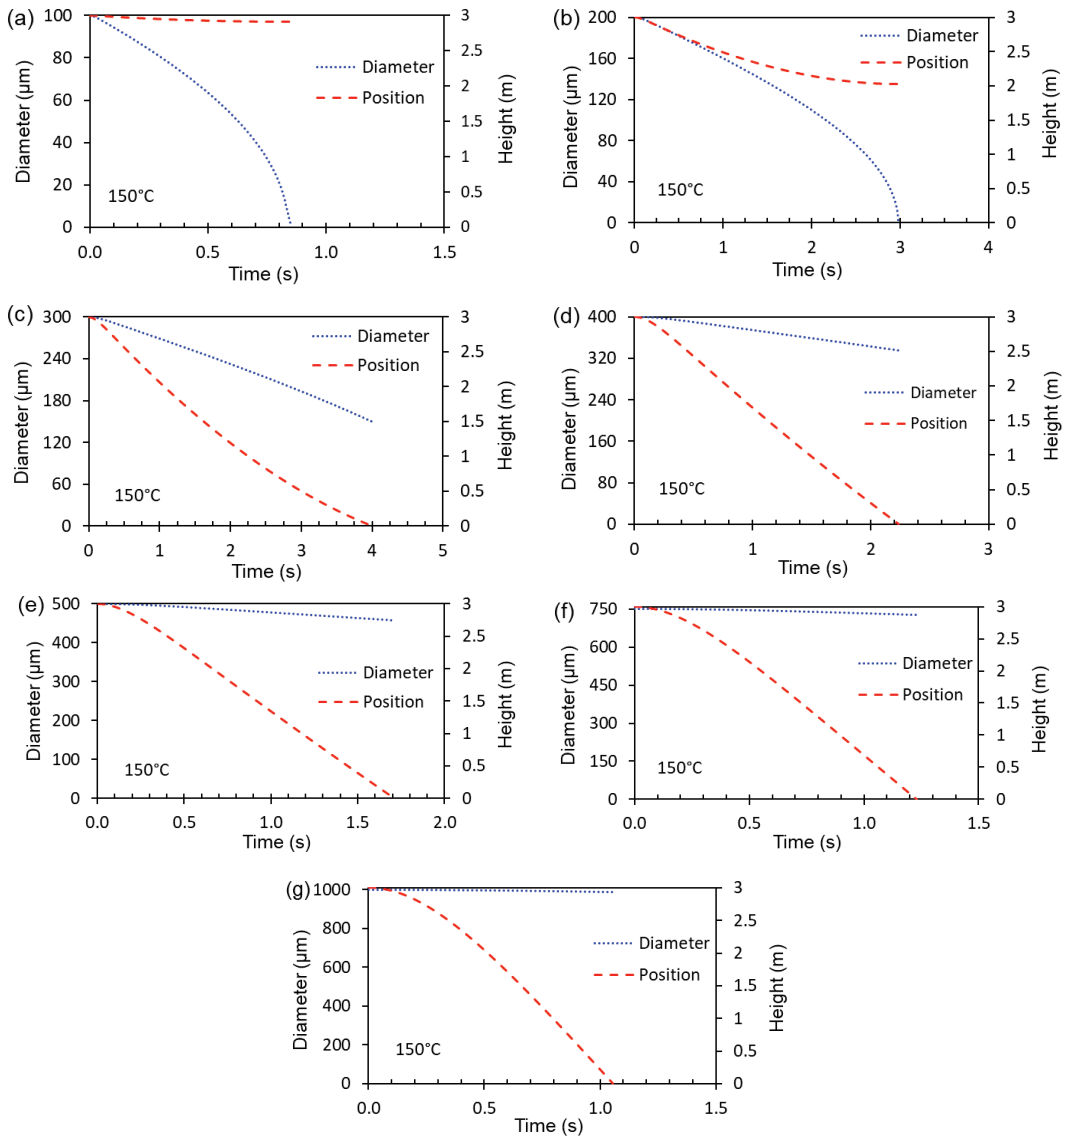 (a)
100
80
60
40
20
0
Diameter (µm)
3
2.5
2
1.5
1
0.5
0
Height (m)
Diameter
Position
150°C
0.0 0.5 1.0 1.5
Time (s)
(b)
200
160
120
80
40
0
Diameter (µm)
3
2.5
2
1.5
1
0.5
0
Height (m)
Diameter
Position
150°C
0 1 2 3 4
Time (s)
(c)
300
240
180
120
60
0
Diameter (µm)
3
2.5
2
1.5
1
0.5
0
Height (m)
Diameter
Position
150°C
0 1 2 3 4 5
Time (s)
(d)
400
320
240
160
80
0
Diameter (µm)
3
2.5
2
1.5
1
0.5
0
Height (m)
Diameter
Position
150°C
0 1 2 3
Time (s)
(e)
500
400
300
200
100
0
Diameter (µm)
3
2.5
2
1.5
1
0.5
0
Height (m)
Diameter
Position
150°C
0.0 0.5 1.0 1.5 2.0
Time (s)
(f)
750
600
450
300
150
0
Diameter (µm)
3
2.5
2
1.5
1
0.5
0
Height (m)
Diameter
Position
150°C
0.0 0.5 1.0 1.5
Time (s)
(g)
1000
800
600
400
200
0
Diameter (µm)
3
2.5
2
1.5
1
0.5
0
Height (m)
Diameter
Position
150°C
0.0 0.5 1.0 1.5
Time (s)